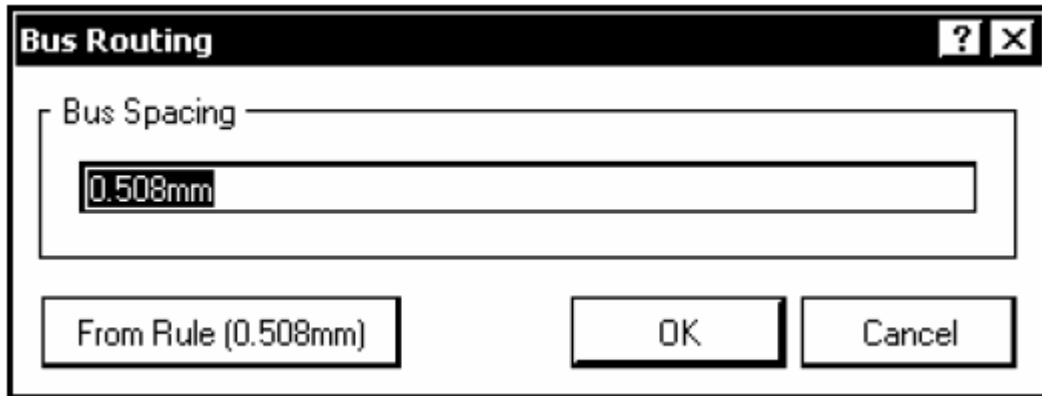 Bus Routing
Bus Spacing
0.508mm
From Rule (0.508mm)
OK
Cancel